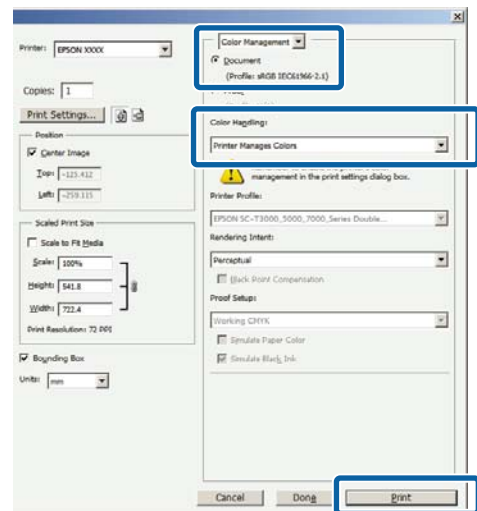 Printer: EPSON XXXX
Copies: 1
Print Settings...
Position
Center Image
Top: -125.412
Left: -259.115
Scaled Print Size
Scale to Fit Media
Scale: 100%
Height: 541.8
Width: 722.4
Print Resolution: 72 PPI
Bounding Box
Units: mm
Color Management
Document
(Profile: sRGB IEC61966-2.1)
Color Handling:
Printer Manages Colors
management in the print settings dialog box.
Printer Profile:
EPSON SC-T3000_5000_7000_Series Double...
Rendering Intent:
Perceptual
Black Point Compensation
Proof Setup:
Working CMYK
Simulate Paper Color
Simulate Black Ink
Cancel
Done
Print